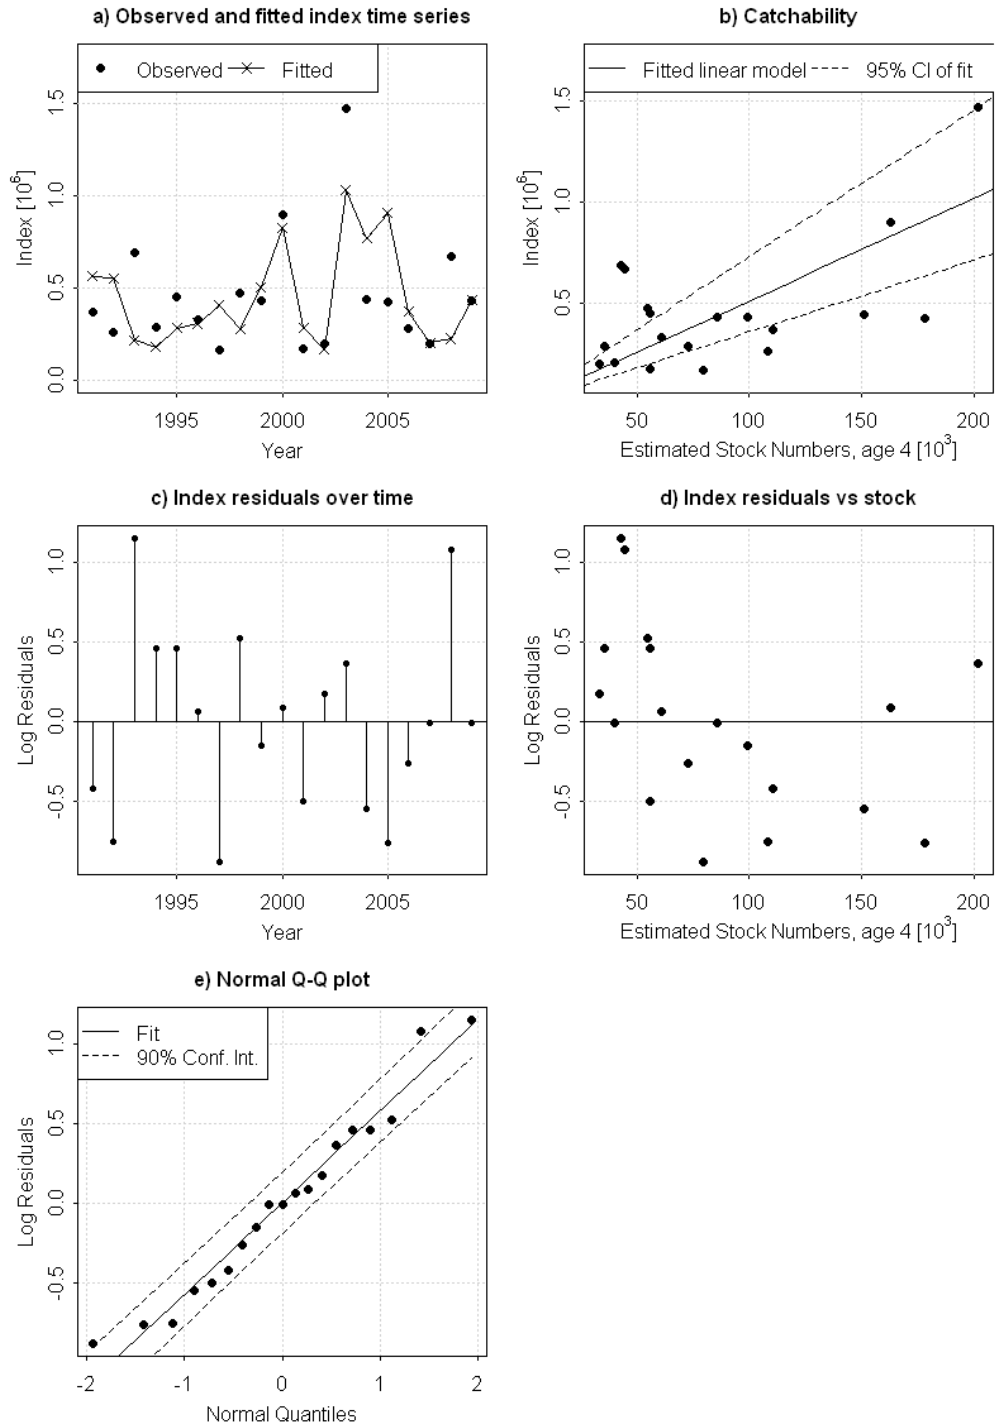 a) Observed and fitted index time series
Observed
Fitted
Index [10^6]
0.0
0.5
1.0
1.5
1995
2000
2005
Year
b) Catchability
Fitted linear model
95% CI of fit
Index [10^6]
0.5
1.0
1.5
50
100
150
200
Estimated Stock Numbers, age 4 [10^3]
c) Index residuals over time
Log Residuals
-0.5
0.0
0.5
1.0
1995
2000
2005
Year
d) Index residuals vs stock
Log Residuals
-0.5
0.0
0.5
1.0
50
100
150
200
Estimated Stock Numbers, age 4 [10^3]
e) Normal Q-Q plot
Fit
90% Conf. Int.
Log Residuals
-0.5
0.0
0.5
1.0
-2
-1
0
1
2
Normal Quantiles